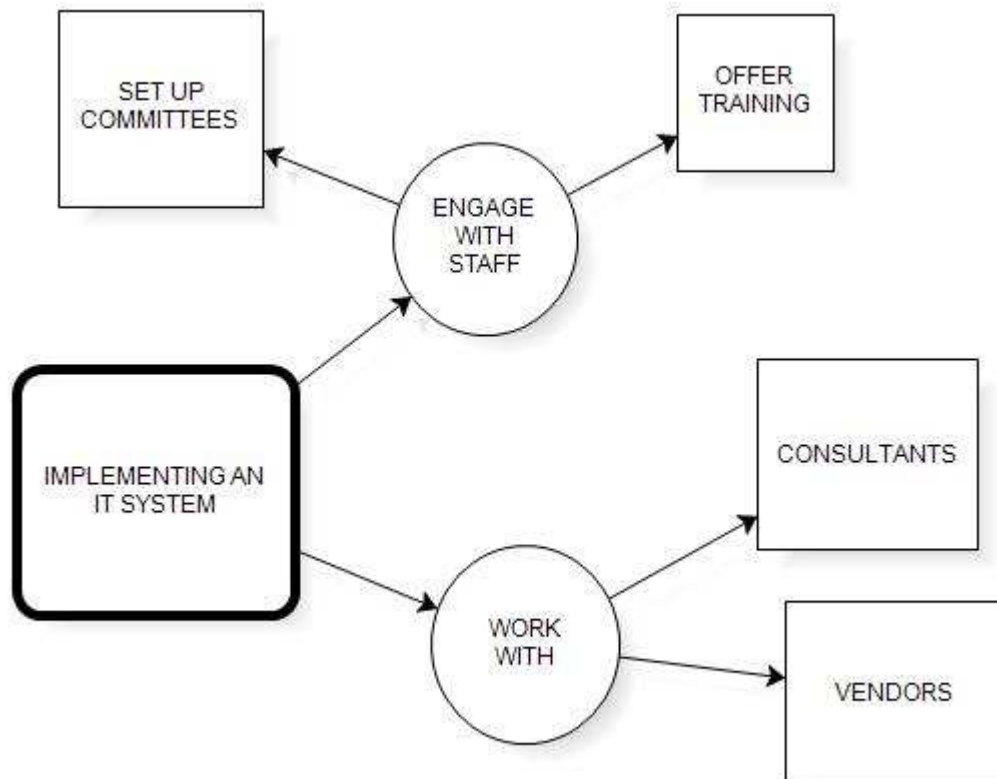 SET UP
COMMITTEES
OFFER
TRAINING
ENGAGE
WITH
STAFF
IMPLEMENTING AN
IT SYSTEM
CONSULTANTS
WORK
WITH
VENDORS